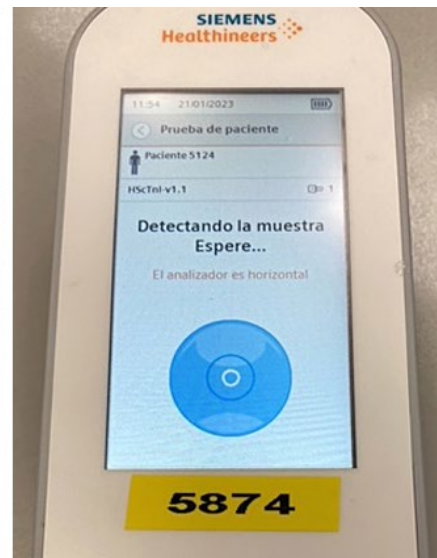 SIEMENS
Healthineers
11:54 21/01/2023
Prueba de paciente
Paciente 5124
HScTnI-v1.1 1
Detectando la muestra
Espere...
El analizador es horizontal
5874